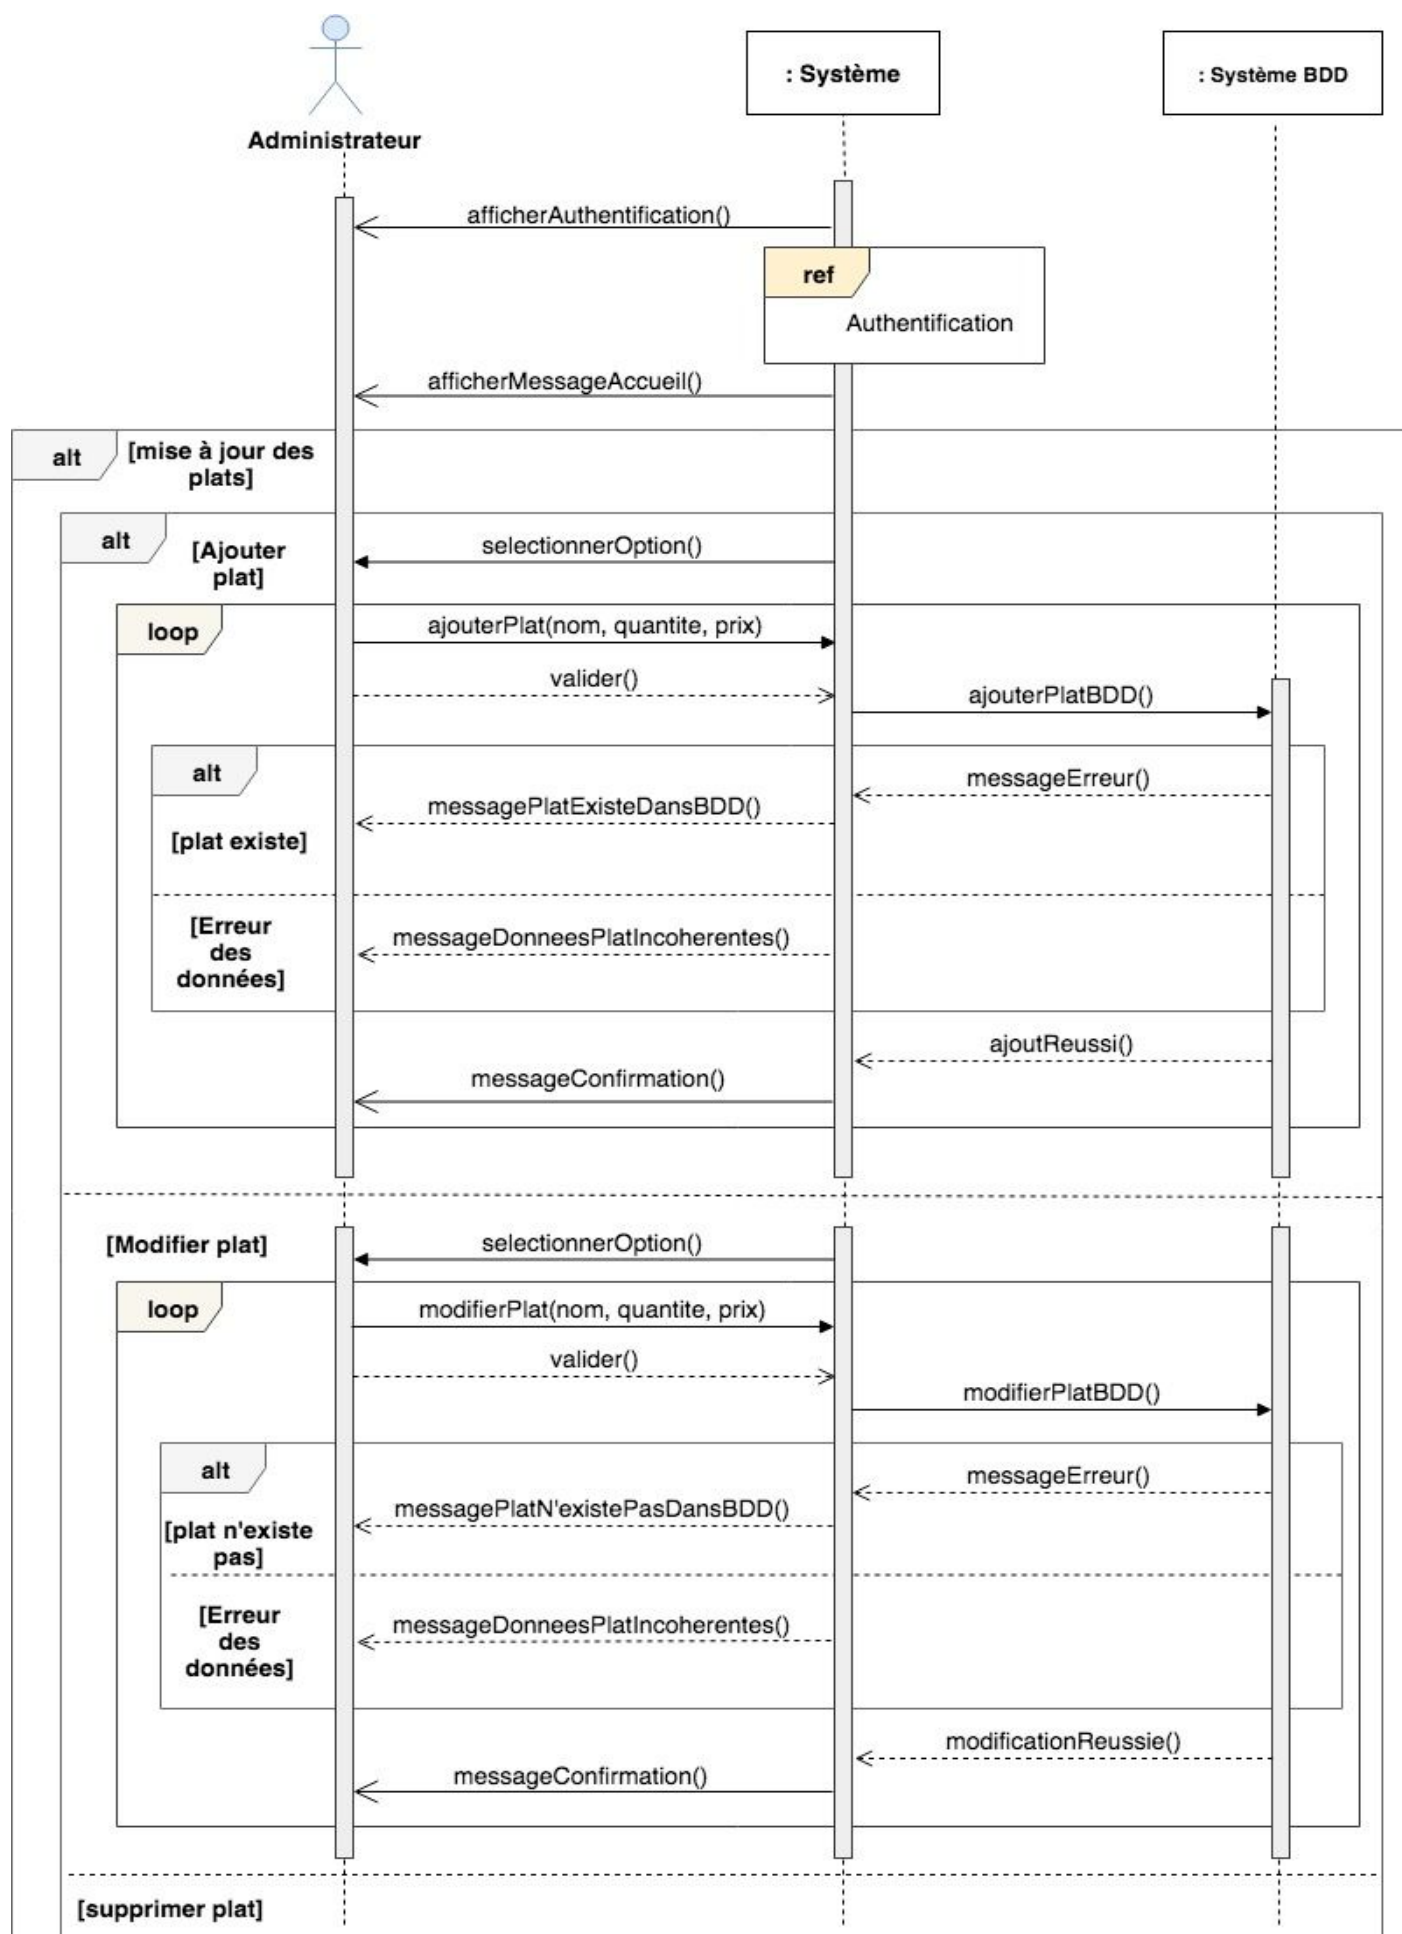 : Système
: Système BDD
Administrateur
afficherAuthentification()
ref
Authentification
afficherMessageAccueil()
alt
[mise à jour des
plats]
alt
[Ajouter
plat]
selectionnerOption()
loop
ajouterPlat(nom, quantite, prix)
valider()
ajouterPlatBDD()
alt
messageErreur()
messagePlatExisteDansBDD()
[plat existe]
[Erreur
des
données]
messageDonneesPlatIncoherentes()
ajoutReussi()
messageConfirmation()
[Modifier plat]
selectionnerOption()
loop
modifierPlat(nom, quantite, prix)
valider()
modifierPlatBDD()
alt
messageErreur()
messagePlatN'existePasDansBDD()
[plat n'existe
pas]
[Erreur
des
données]
messageDonneesPlatIncoherentes()
modificationReussie()
messageConfirmation()
[supprimer plat]